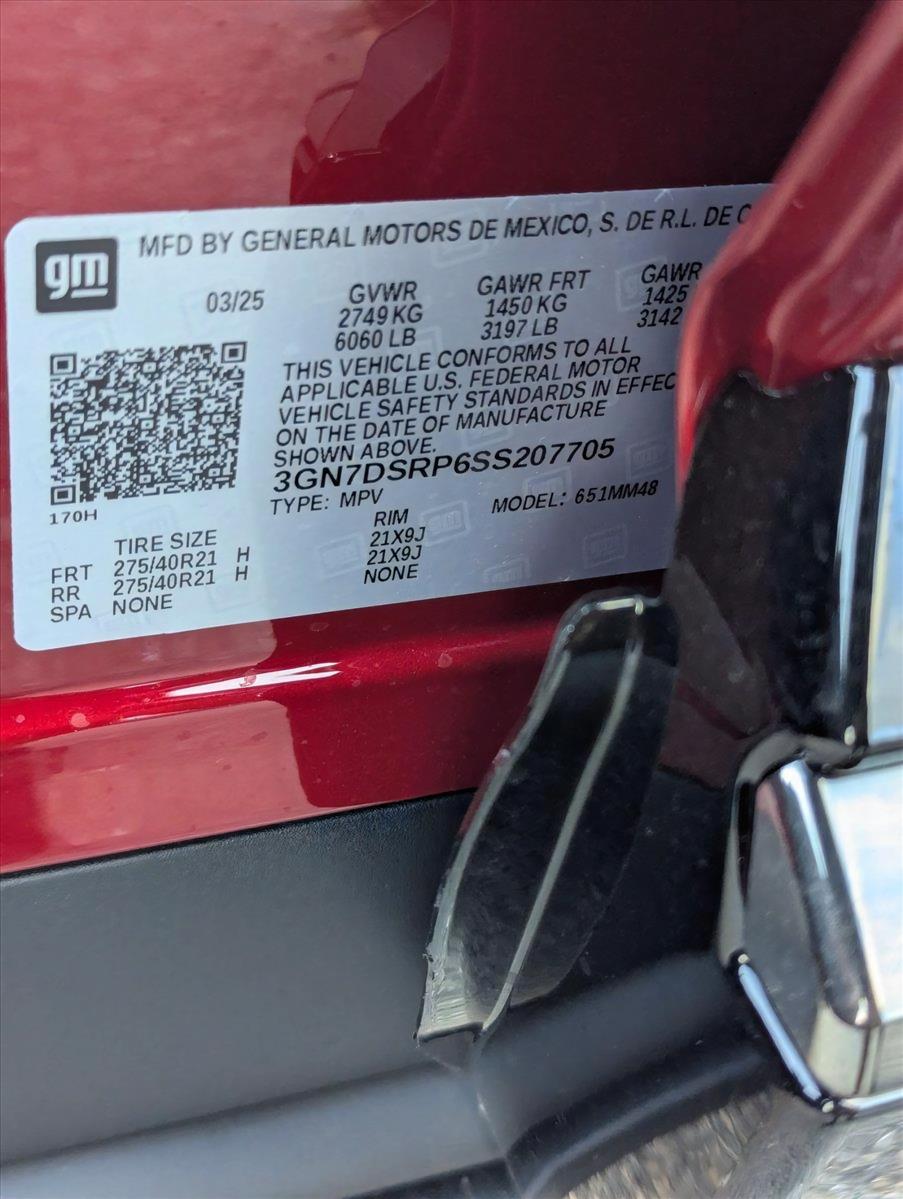 gm
MFD BY GENERAL MOTORS DE MEXICO, S. DE R.L. DE C
03/25
GVWR
2749 KG
6060 LB
GAWR FRT
1450 KG
3197 LB
GAWR
1425
3142
THIS VEHICLE CONFORMS TO ALL
APPLICABLE U.S. FEDERAL MOTOR
VEHICLE SAFETY STANDARDS IN EFFEC
ON THE DATE OF MANUFACTURE
SHOWN ABOVE.
3GN7DSRP6SS207705
TYPE: MPV
MODEL: 651MM48
170H
TIRE SIZE
RIM
FRT 275/40R21 H 21X9J
RR 275/40R21 H 21X9J
SPA NONE NONE